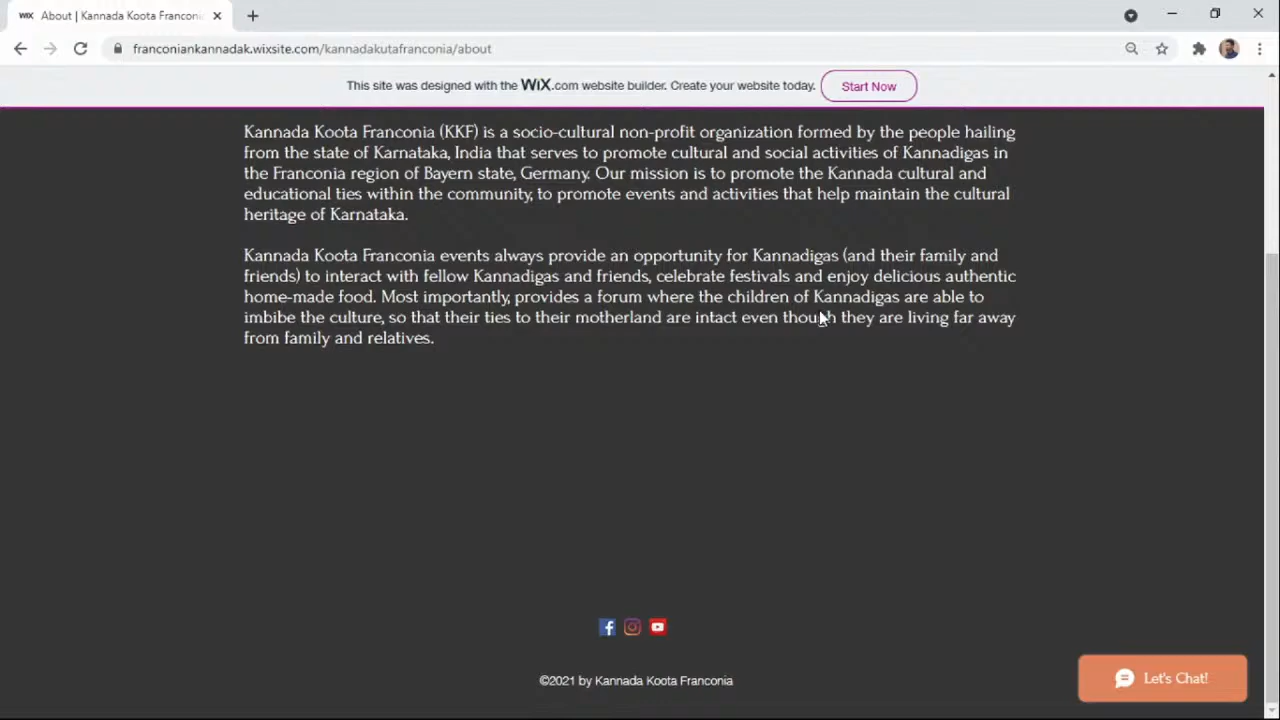 WiX About | Kannada Koota Franconi
franconiankannadak.wixsite.com/kannadakutafranconia/about
This site was designed with the WiX.com website builder. Create your website today. Start Now
Kannada Koota Franconia (KKF) is a socio-cultural non-profit organization formed by the people hailing
from the state of Karnataka, India that serves to promote cultural and social activities of Kannadigas in
the Franconia region of Bayern state, Germany. Our mission is to promote the Kannada cultural and
educational ties within the community, to promote events and activities that help maintain the cultural
heritage of Karnataka.
Kannada Koota Franconia events always provide an opportunity for Kannadigas (and their family and
friends) to interact with fellow Kannadigas and friends, celebrate festivals and enjoy delicious authentic
home-made food. Most importantly, provides a forum where the children of Kannadigas are able to
imbibe the culture, so that their ties to their motherland are intact even though they are living far away
from family and relatives.
©2021 by Kannada Koota Franconia
Let's Chat!